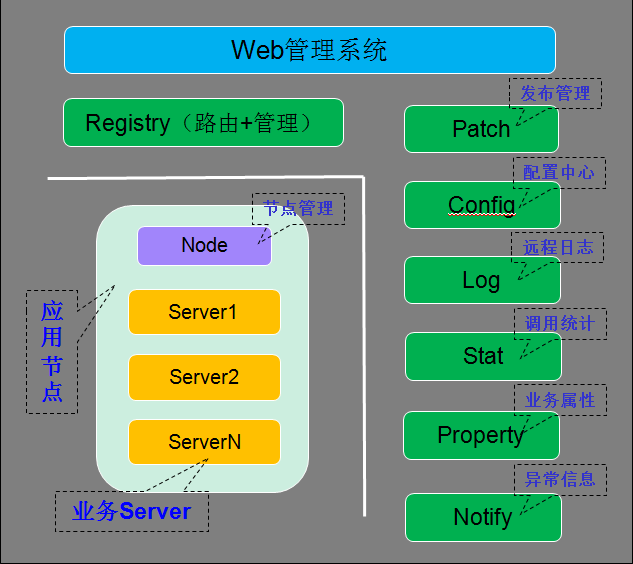 Web管理系统
Registry（路由+管理）
发布管理
Patch
配置中心
Config
节点管理
Node
远程日志
Log
应用节点
Server1
调用统计
Stat
Server2
业务属性
Property
ServerN
异常信息
Notify
业务Server